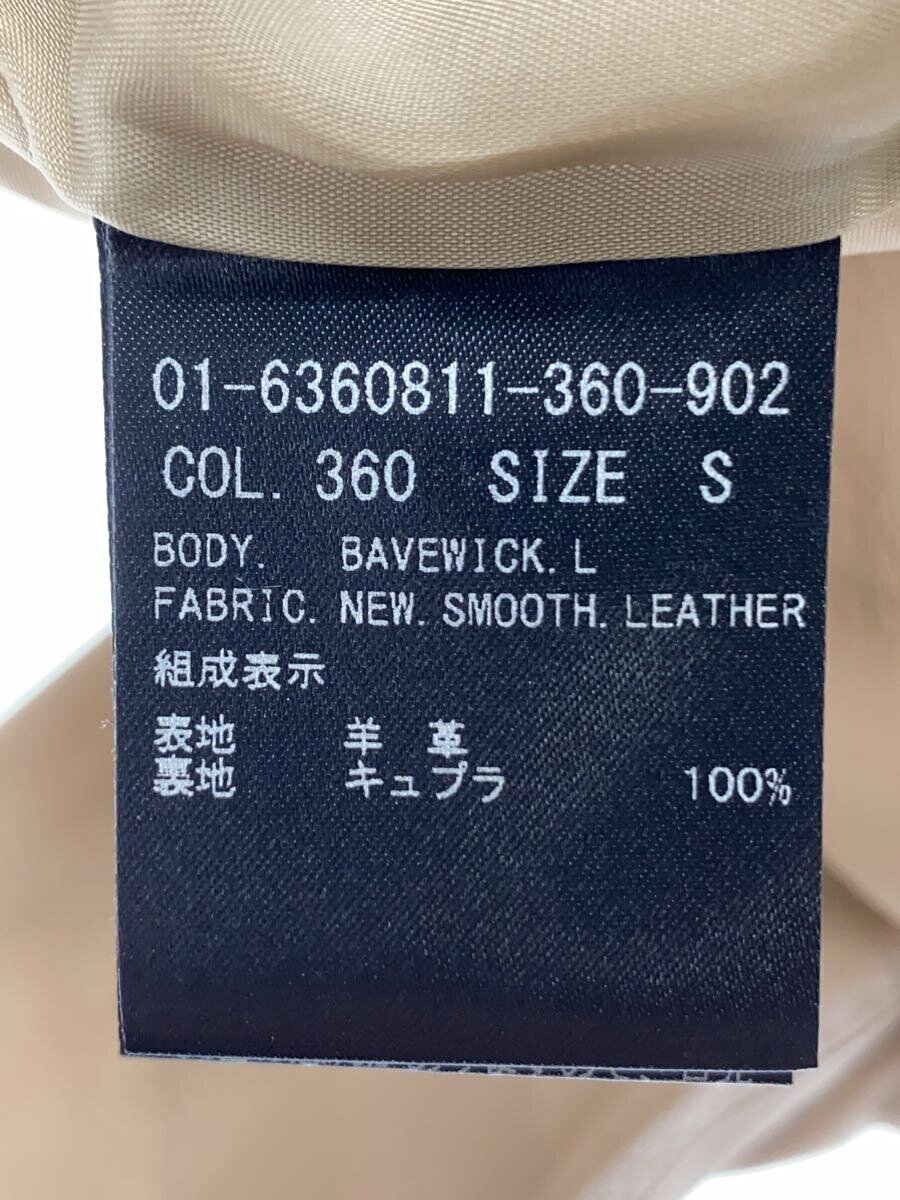 01-6360811-360-902
COL. 360 SIZE S
BODY. BAVEWICK.L
FABRIC. NEW.SMOOTH.LEATHER
組成表示
表地 羊 革
裏地 キュプラ 100%